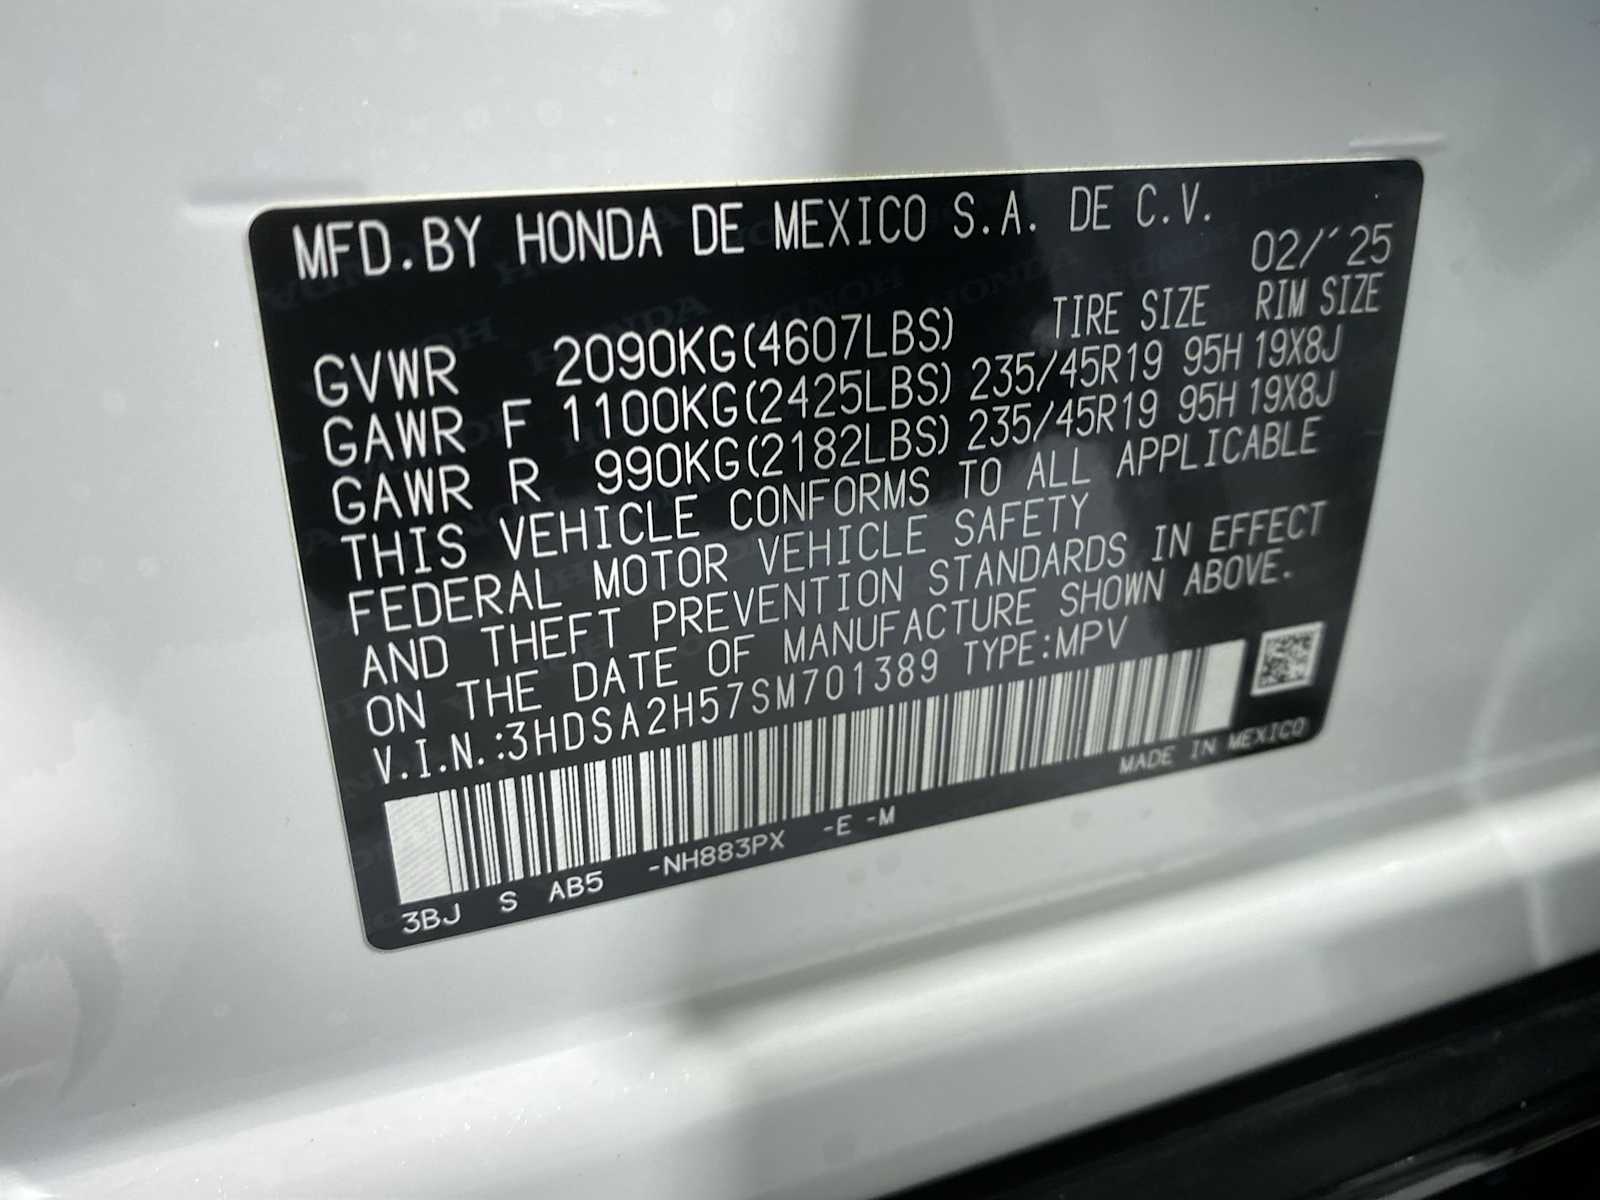 MFD.BY HONDA DE MEXICO S.A. DE C.V.
02/´25
TIRE SIZE RIM SIZE
GVWR 2090KG(4607LBS)
GAWR F 1100KG(2425LBS) 235/45R19 95H 19X8J
GAWR R 990KG(2182LBS) 235/45R19 95H 19X8J
THIS VEHICLE CONFORMS TO ALL APPLICABLE
FEDERAL MOTOR VEHICLE SAFETY
AND THEFT PREVENTION STANDARDS IN EFFECT
ON THE DATE OF MANUFACTURE SHOWN ABOVE.
V.I.N.:3HDSA2H57SM701389 TYPE:MPV
MADE IN MEXICO
3BJ S AB5 -NH883PX -E -M